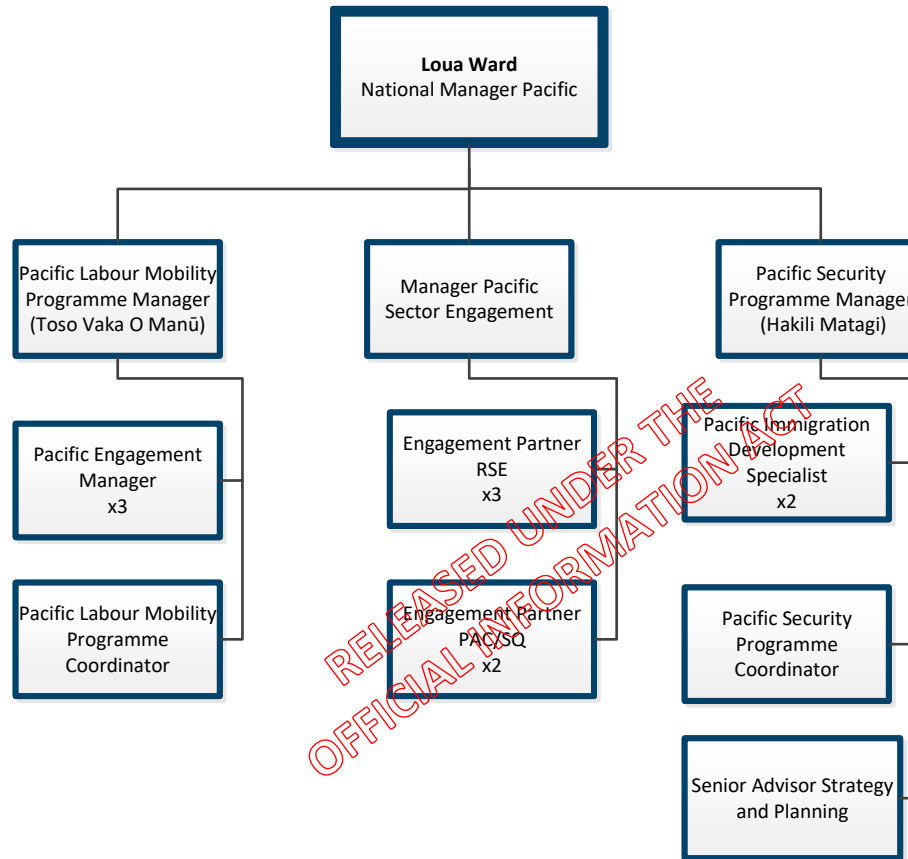 Loua Ward
National Manager Pacific
Pacific Labour Mobility
Programme Manager
(Toso Vaka O Manū)
Manager Pacific
Sector Engagement
Pacific Security
Programme Manager
(Hakili Matagi)
Pacific Engagement
Manager
x3
Engagement Partner
RSE
x3
Pacific Immigration
Development
Specialist
x2
Pacific Labour Mobility
Programme
Coordinator
Engagement Partner
PAC/SQ
x2
Pacific Security
Programme
Coordinator
Senior Advisor Strategy
and Planning
RELEASED UNDER THE
OFFICIAL INFORMATION ACT